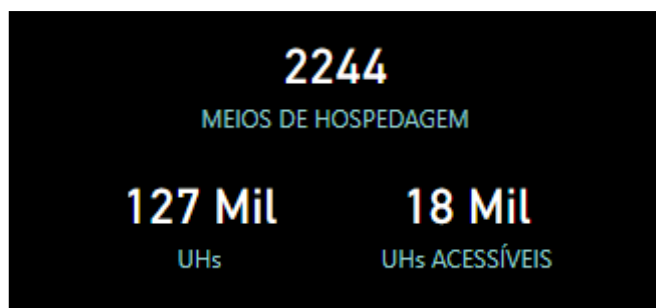 2244
MEIOS DE HOSPEDAGEM
127 Mil 18 Mil
UHs UHs ACESSÍVEIS